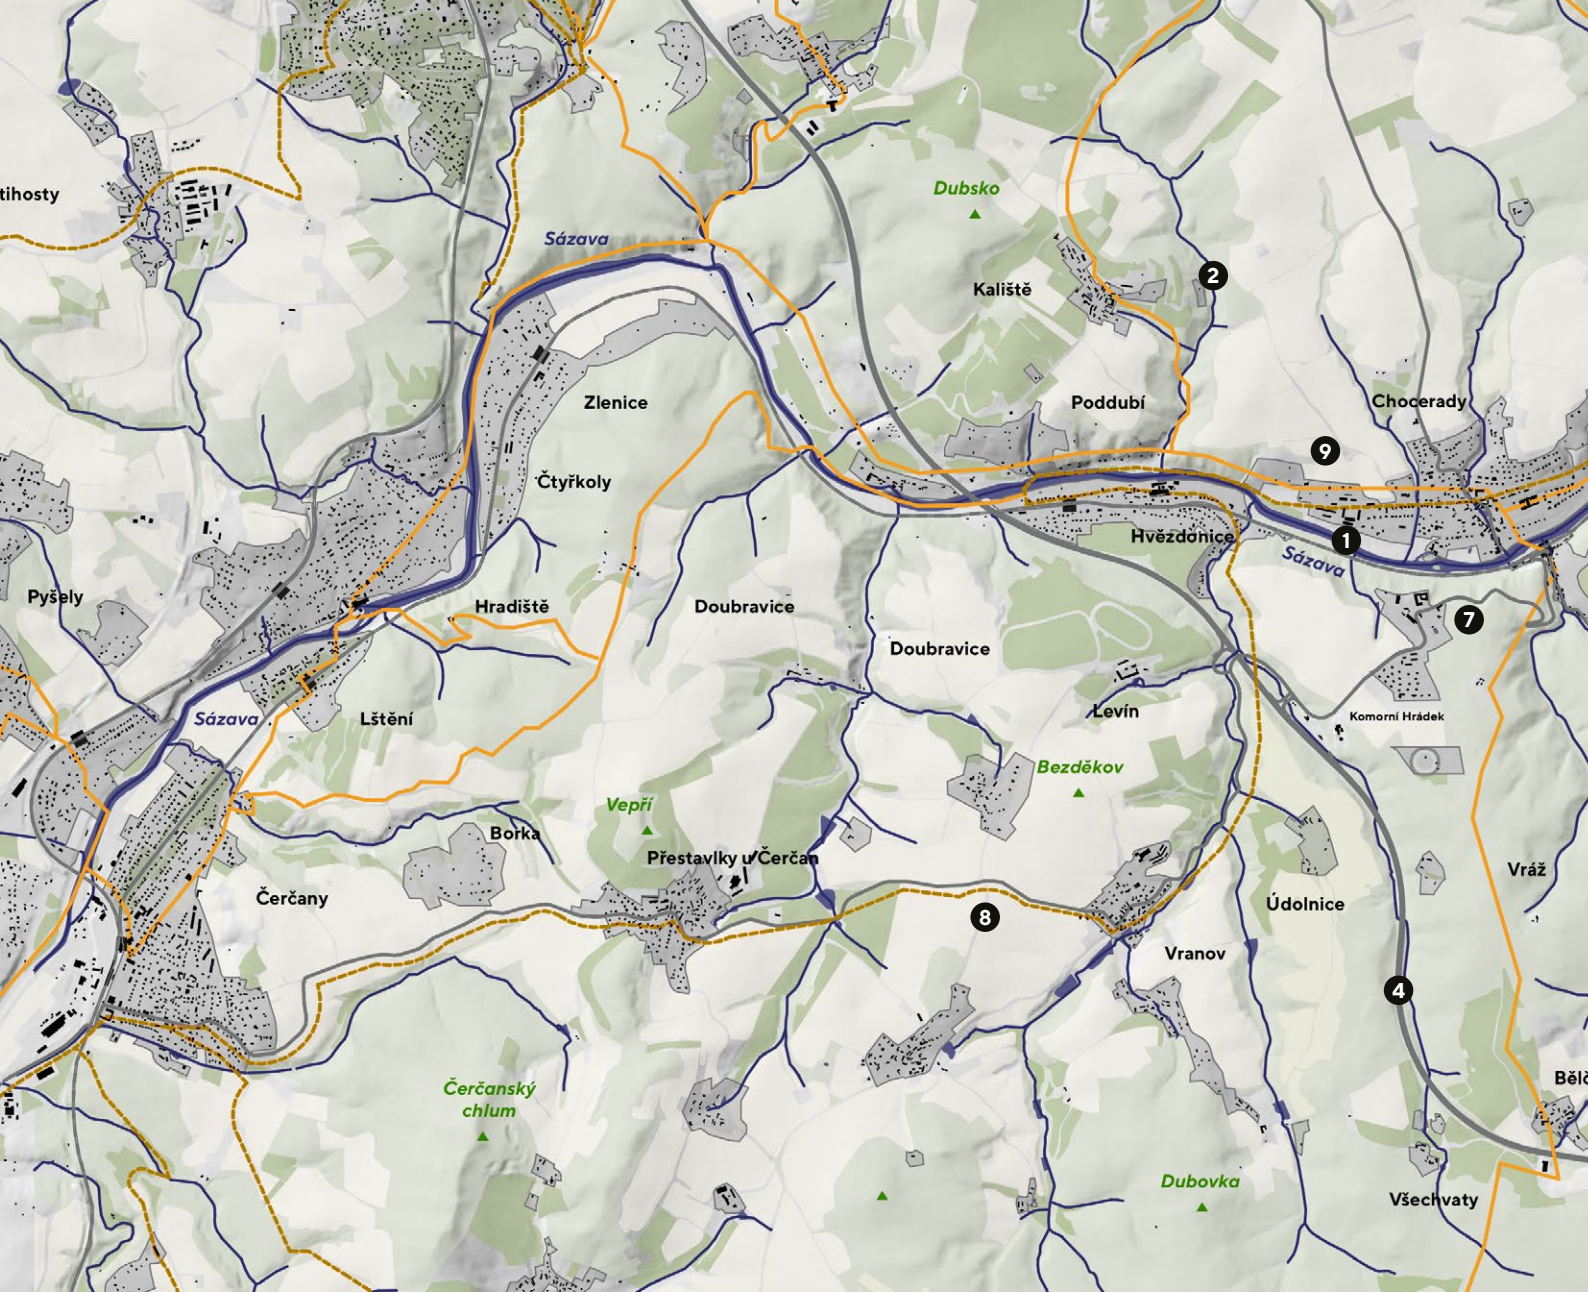 tihosty
Dubsko
Sázava
Kaliště
2
Zlenice
Poddubí
Chocerady
9
Čtyřkoly
Hvězdonice
1
Sázava
Pyšely
Hradiště
Doubravice
7
Doubravice
Sázava
Lštění
Levín
Komorní Hrádek
Bezděkov
Vepří
Borka
Přestavlky u Čerčan
Vráž
Čerčany
Údolnice
8
Vranov
4
Čerčanský
chlum
Běl
Dubovka
Všechvaty